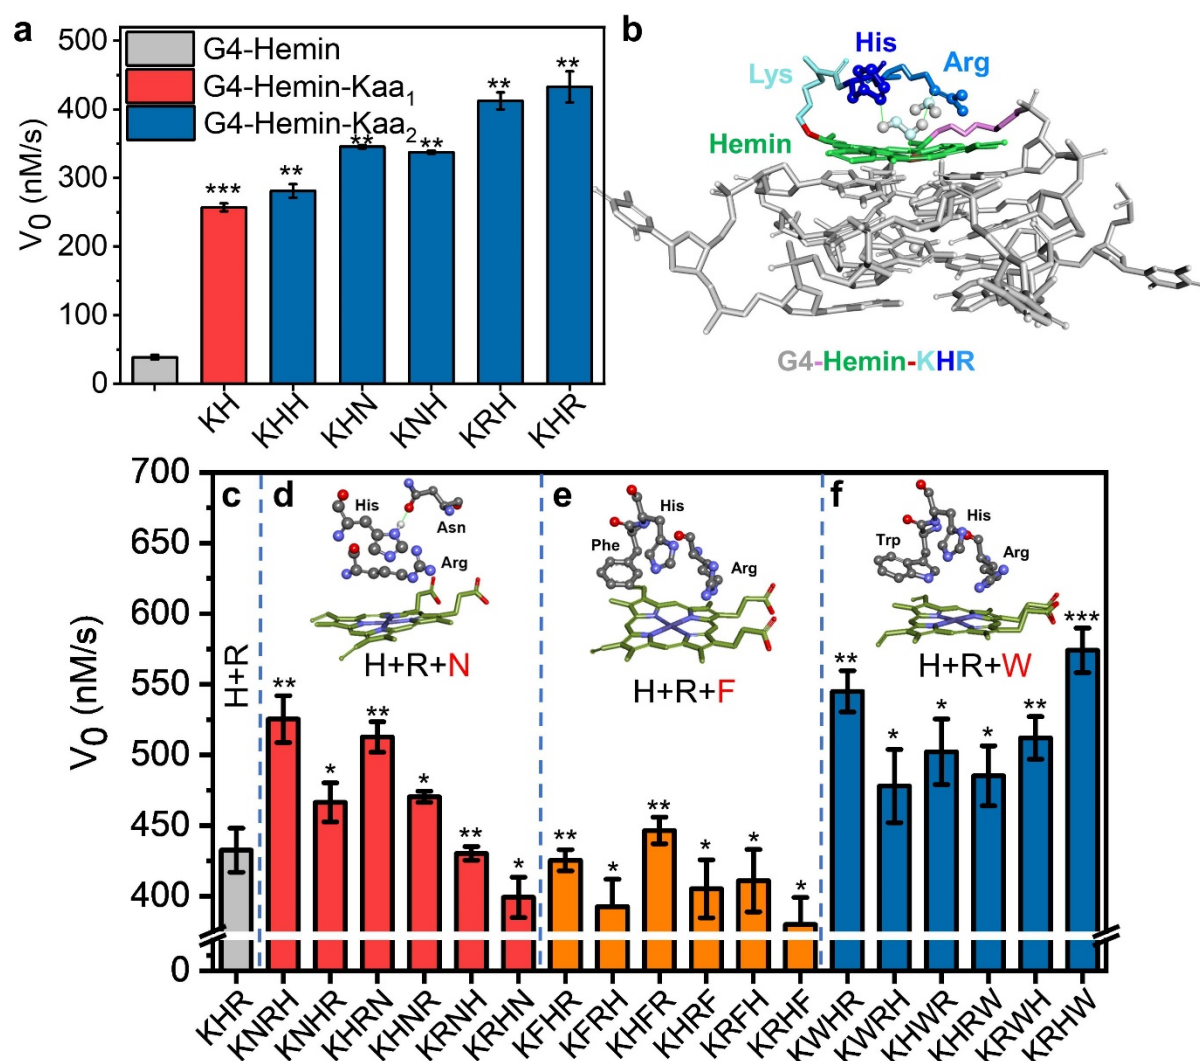 a
G4-Hemin
G4-Hemin-Kaa₁
G4-Hemin-Kaa₂
V₀ (nM/s)
500
400
300
200
100
0
***
**
**
**
**
**
KH
KHH
KHN
KNH
KRH
KHR
b
His
Lys
Arg
Hemin
G4-Hemin-KHR
V₀ (nM/s)
700
650
600
550
500
450
400
0
c
H+R
d
His
Asn
Arg
H+R+N
**
*
**
*
**
*
e
His
Phe
Arg
H+R+F
**
*
**
*
*
*
f
His
Trp
Arg
H+R+W
**
*
*
*
**
***
KHR
KNRH
KNHR
KHRN
KHNR
KRNH
KRHN
KFHR
KFRH
KHFR
KHRF
KRFH
KRHF
KWHR
KWRH
KHWR
KHRW
KRWH
KRHW